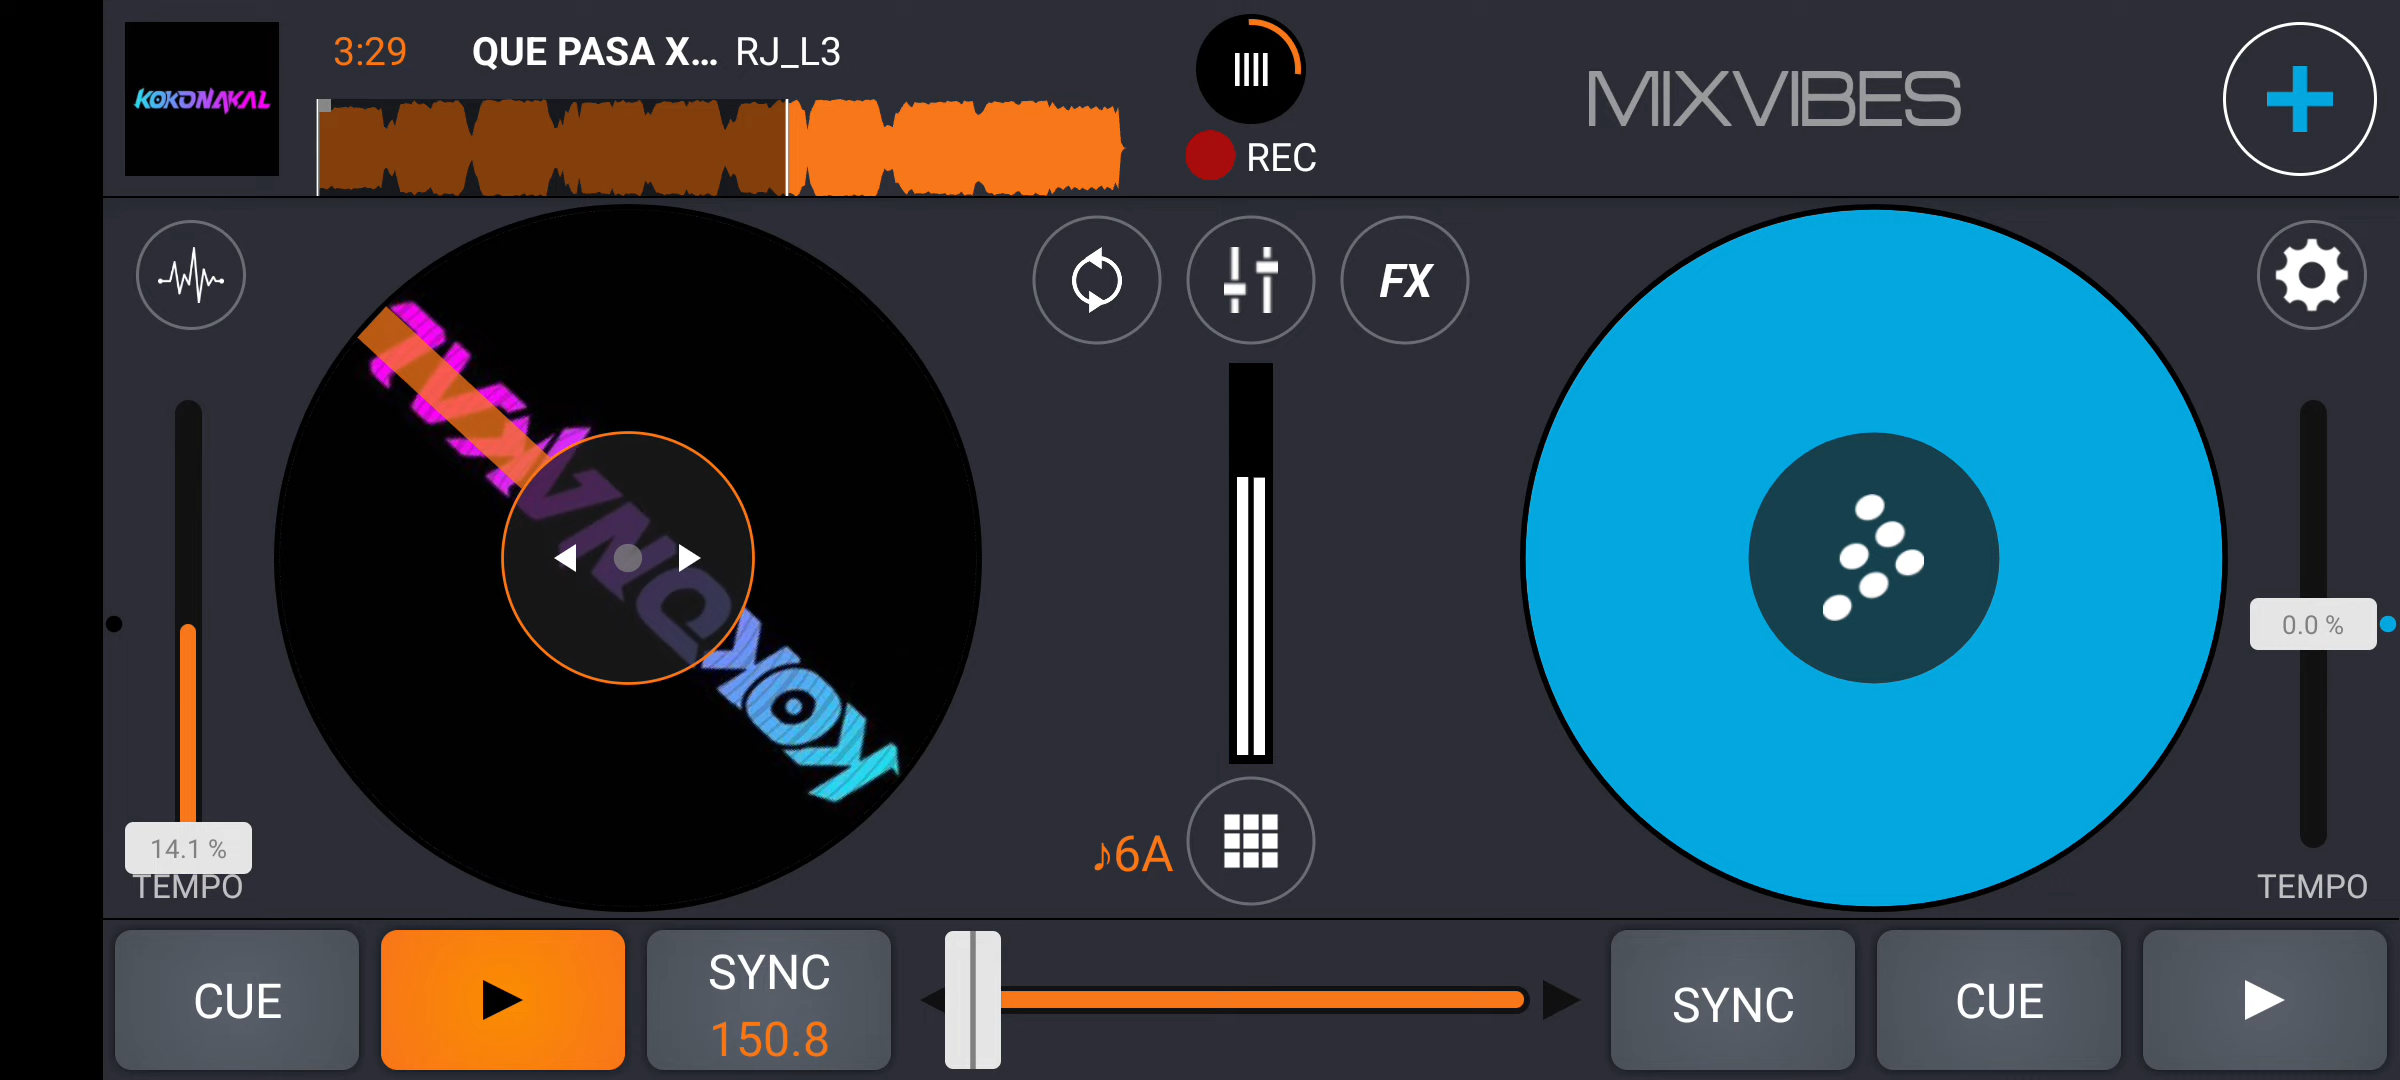 KOKONAKAL
3:29 QUE PASA X... RJ_L3
REC
MIXVIBES
FX
KOKONAKAL
14.1 %
TEMPO
♪6A
0.0 %
TEMPO
CUE
SYNC
150.8
SYNC
CUE